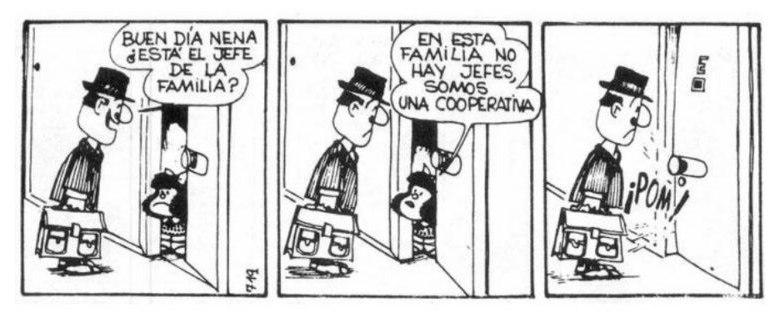 BUEN DÍA NENA
¿ESTÁ EL JEFE
DE LA
FAMILIA?
EN ESTA
FAMILIA NO
HAY JEFES,
SOMOS
UNA COOPERATIVA
¡POM!
E
719